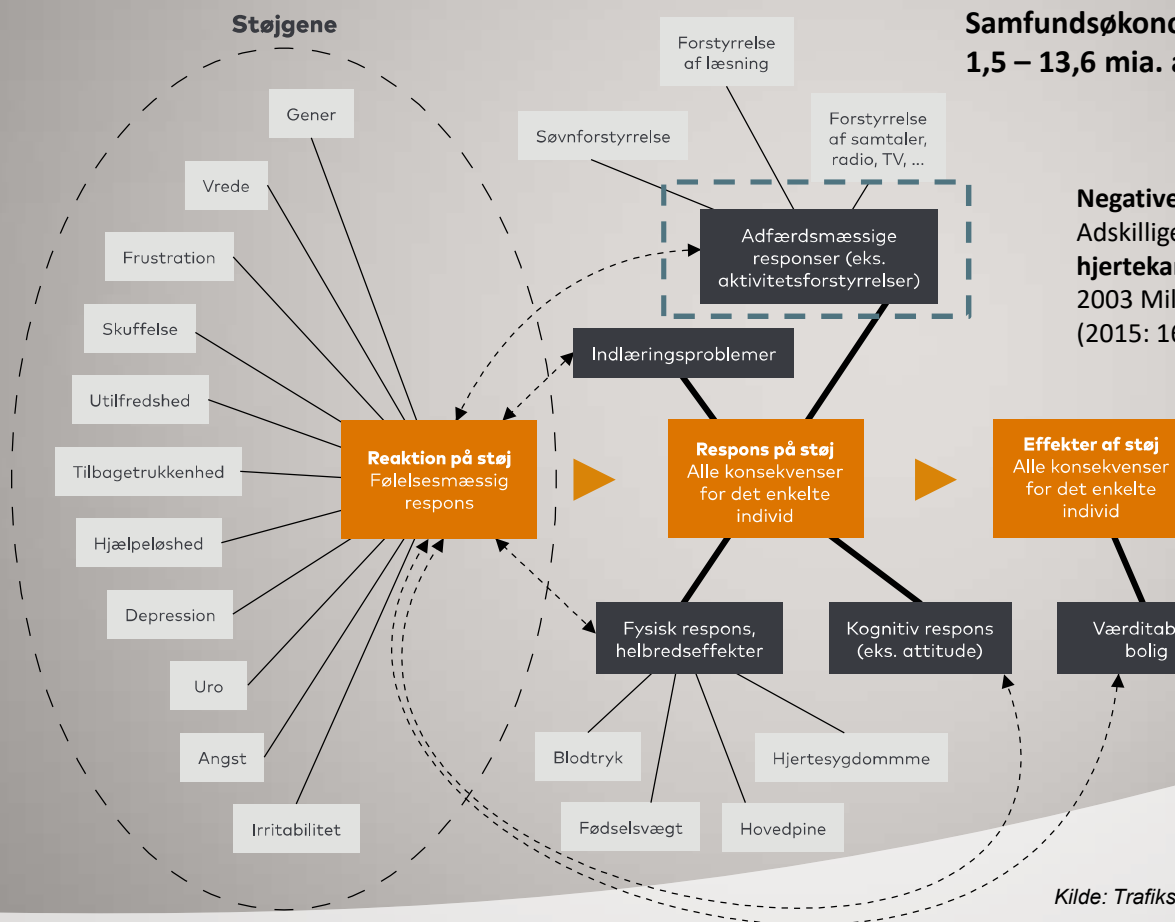 Støjgene
Gener
Vrede
Frustration
Skuffelse
Utilfredshed
Tilbagetrukkenhed
Hjælpeløshed
Depression
Uro
Angst
Irritabilitet
Reaktion på støj
Følelsesmæssig
respons
Forstyrrelse
af læsning
Søvnforstyrrelse
Forstyrrelse
af samtaler,
radio, TV, ...
Adfærdsmæssige
responser (eks.
aktivitetsforstyrrelser)
Indlæringsproblemer
Respons på støj
Alle konsekvenser
for det enkelte
individ
Fysisk respons,
helbredseffekter
Kognitiv respons
(eks. attitude)
Blodtryk
Hjertesygdommme
Fødselsvægt
Hovedpine
Effekter af støj
Alle konsekvenser
for det enkelte
individ
Værditab
bolig
Samfundsøkono
1,5 – 13,6 mia.
Negative
Adskillige
hjertekar
2003 Mil
(2015: 16
Kilde: Trafiks